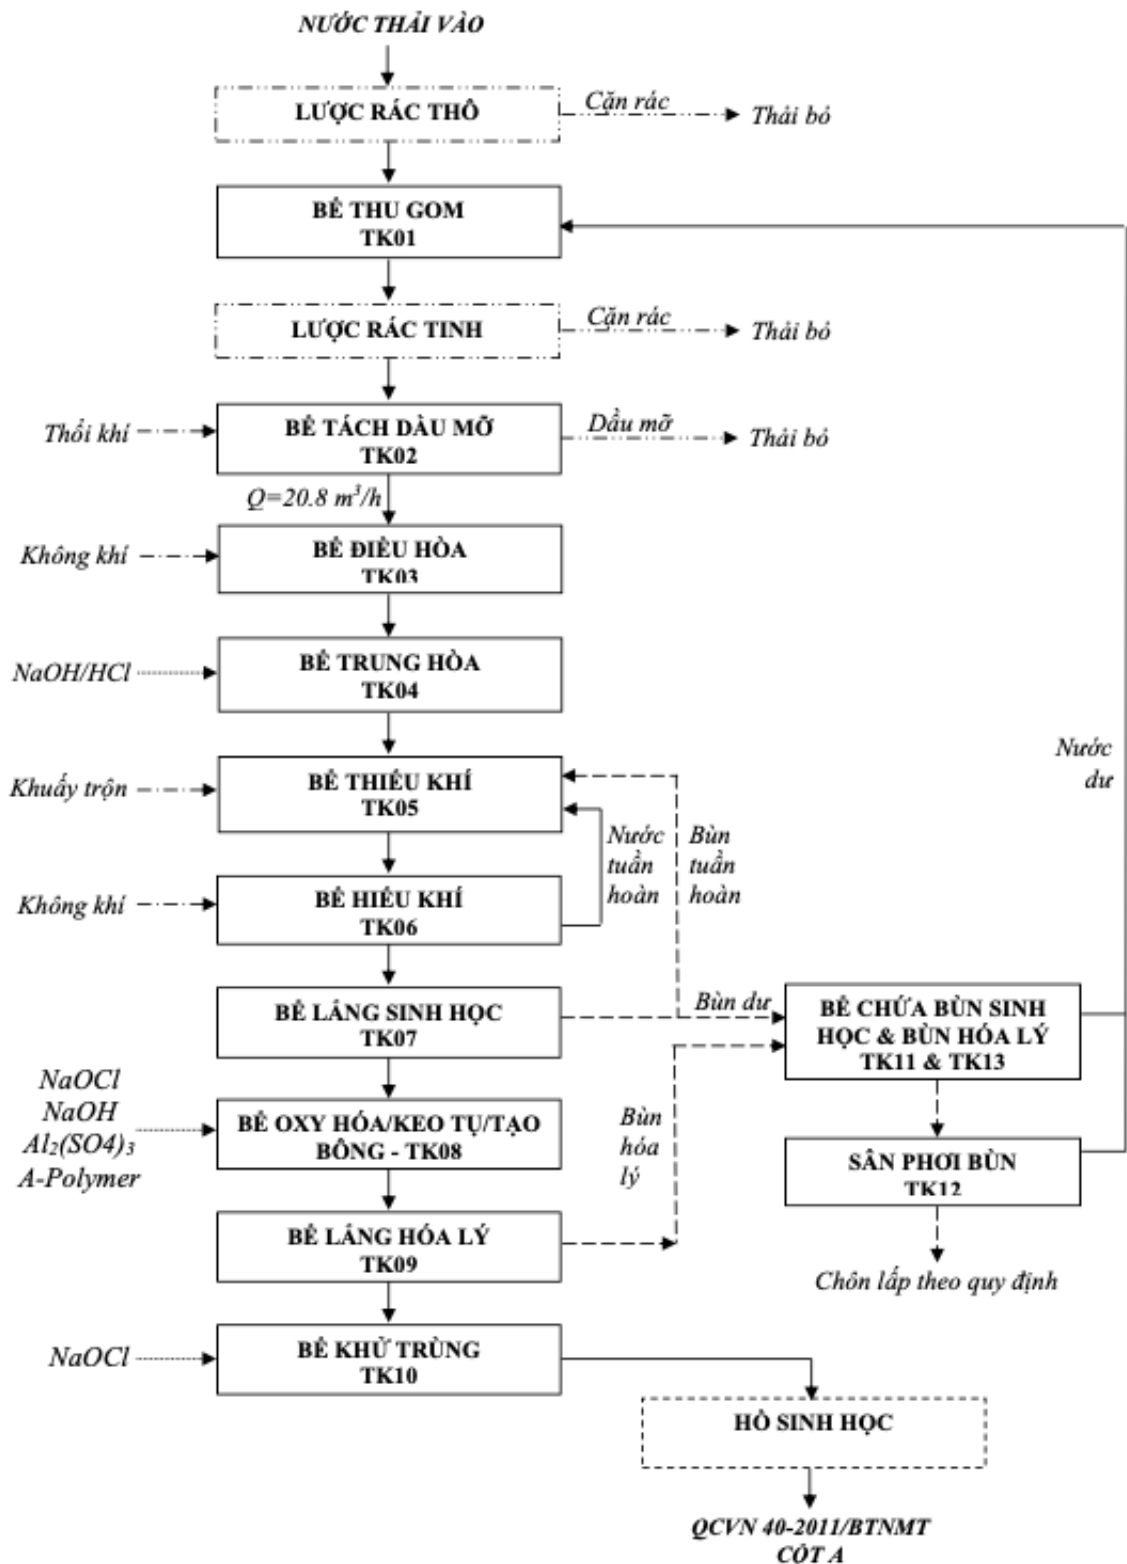 NƯỚC THẢI VÀO
LƯỢC RÁC THÔ
Cặn rác
Thải bỏ
BỂ THU GOM
TK01
LƯỢC RÁC TINH
Cặn rác
Thải bỏ
Thổi khí
BỂ TÁCH DẦU MỠ
TK02
Dầu mỡ
Thải bỏ
Q=20.8 m³/h
Không khí
BỂ ĐIỀU HÒA
TK03
NaOH/HCl
BỂ TRUNG HÒA
TK04
Nước
dư
Khuấy trộn
BỂ THIẾU KHÍ
TK05
Nước
tuần
hoàn
Bùn
tuần
hoàn
Không khí
BỂ HIẾU KHÍ
TK06
BỂ LẮNG SINH HỌC
TK07
Bùn dư
BỂ CHỨA BÙN SINH
HỌC & BÙN HÓA LÝ
TK11 & TK13
NaOCl
NaOH
Al₂(SO4)₃
A-Polymer
BỂ OXY HÓA/KEO TỤ/TẠO
BÔNG - TK08
Bùn
hóa
lý
SÂN PHƠI BÙN
TK12
BỂ LẮNG HÓA LÝ
TK09
Chôn lấp theo quy định
NaOCl
BỂ KHỬ TRÙNG
TK10
HỒ SINH HỌC
QCVN 40-2011/BTNMT
CỘT A